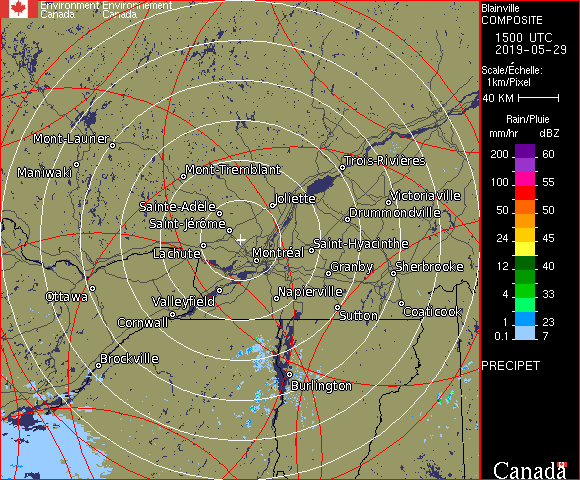 Environment Environnement
Canada Canada
Blainville
COMPOSITE
1500 UTC
2019-05-29
Scale/Échelle:
1km/Pixel
40 KM
Rain/Pluie
mm/hr dBZ
200 60
57
100 55
50 50
24 45
12 40
4 33
1 23
0.1 7
PRECIPET
Canada
Mont-Laurier
Maniwaki
Mont-Tremblant
Trois-Rivières
Joliette
Victoriaville
Sainte-Adèle
Drummondville
Saint-Jérôme
Lachute
Montréal
Saint-Hyacinthe
Granby
Sherbrooke
Ottawa
Valleyfield
Napierville
Cornwall
Sutton
Coaticook
Brockville
Burlington